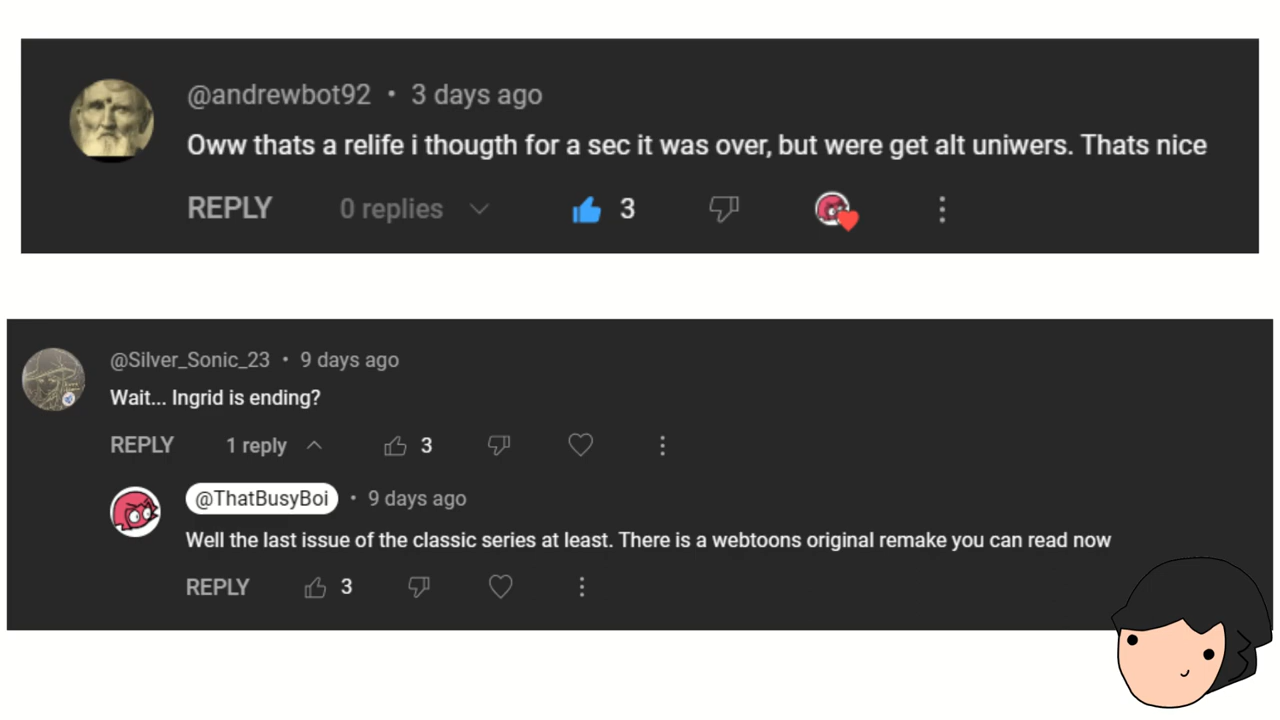 @andrewbot92 • 3 days ago
Oww thats a relife i thougth for a sec it was over, but were get alt uniwers. Thats nice
REPLY 0 replies 3
@Silver_Sonic_23 • 9 days ago
Wait... Ingrid is ending?
REPLY 1 reply 3
@ThatBusyBoi • 9 days ago
Well the last issue of the classic series at least. There is a webtoons original remake you can read now
REPLY 3